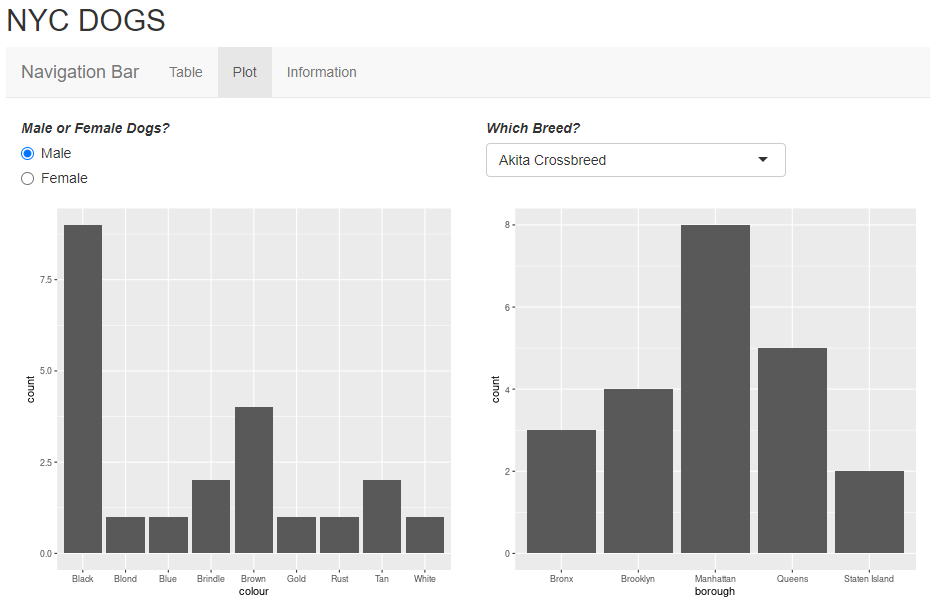 NYC DOGS
Navigation Bar Table Plot Information
Male or Female Dogs?
Male
Female
Which Breed?
Akita Crossbreed
7.5
5.0
2.5
0.0
count
Black Blond Blue Brindle Brown Gold Rust Tan White
colour
8
6
4
2
0
count
Bronx Brooklyn Manhattan Queens Staten Island
borough